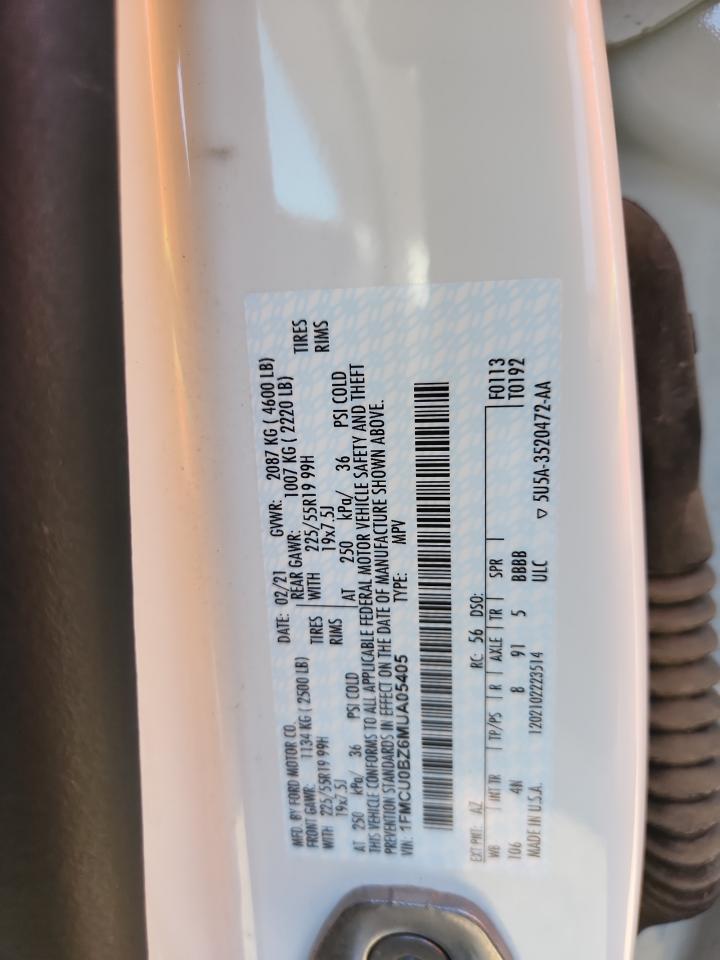 MFD. BY FORD MOTOR CO. DATE: 02/21 GVWR: 2087 KG ( 4600 LB)
FRONT GAWR: 1134 KG ( 2500 LB) REAR GAWR: 1007 KG ( 2220 LB)
WITH 225/55R19 99H TIRES WITH 225/55R19 99H TIRES
19x7.5J RIMS 19x7.5J RIMS
AT 250 kPa/ 36 PSI COLD AT 250 kPa/ 36 PSI COLD
THIS VEHICLE CONFORMS TO ALL APPLICABLE FEDERAL MOTOR VEHICLE SAFETY AND THEFT
PREVENTION STANDARDS IN EFFECT ON THE DATE OF MANUFACTURE SHOWN ABOVE.
VIN: 1FMCU0BZ6MUA05405 TYPE: MPV
EXT PNT: AZ RC: 56 DSO:
WB INT TR TP/PS R AXLE TR SPR F0113
106 4N 8 91 5 BBBB T0192
MADE IN U.S.A. 1202102223514 ULC
▽ 5U5A-3520472-AA